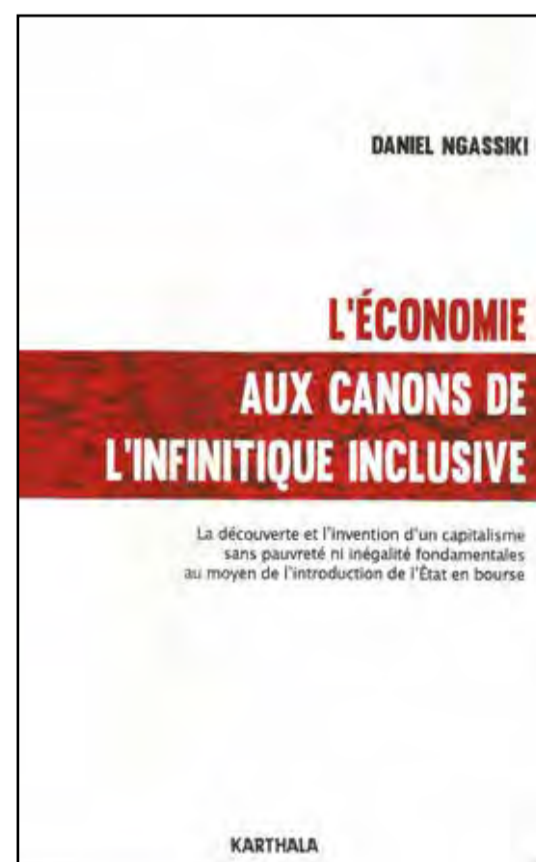 DANIEL NGASSIKI
L'ÉCONOMIE
AUX CANONS DE
L'INFINITIQUE INCLUSIVE
La découverte et l'invention d'un capitalisme
sans pauvreté ni inégalité fondamentales
au moyen de l'introduction de l'État en bourse
KARTHALA